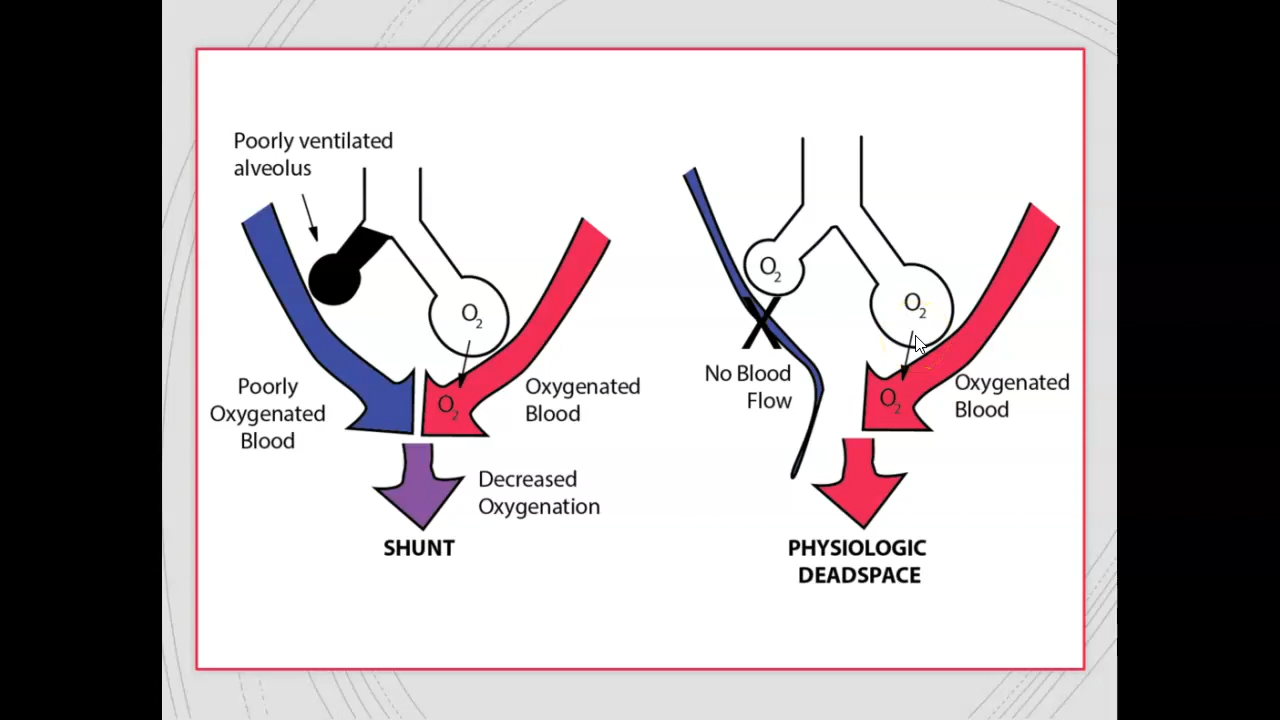 Poorly ventilated
alveolus
O2
Poorly
Oxygenated
Blood
O2
Oxygenated
Blood
Decreased
Oxygenation
SHUNT
O2
O2
No Blood
Flow
O2
Oxygenated
Blood
PHYSIOLOGIC
DEADSPACE